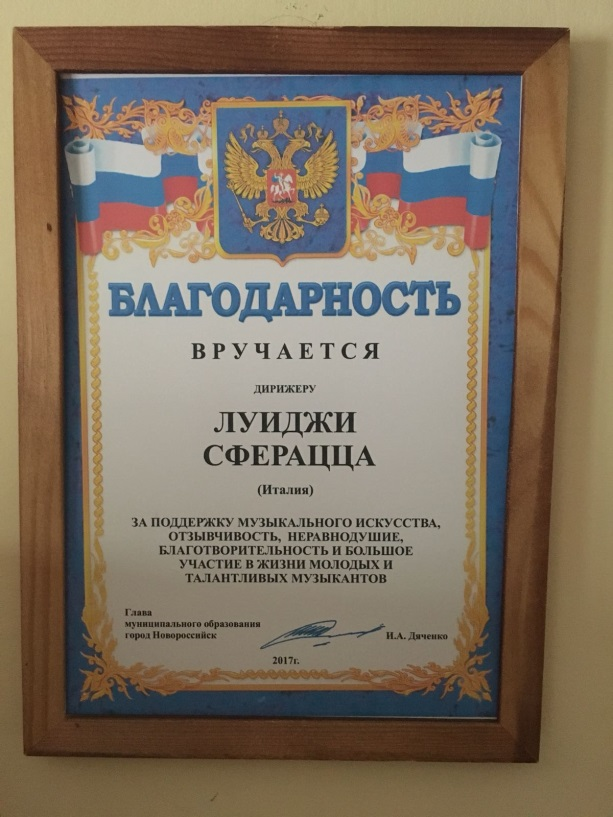 БЛАГОДАРНОСТЬ
ВРУЧАЕТСЯ
ДИРИЖЕРУ
ЛУИДЖИ
СФЕРАЦЦА
(Италия)
ЗА ПОДДЕРЖКУ МУЗЫКАЛЬНОГО ИСКУССТВА,
ОТЗЫВЧИВОСТЬ, НЕРАВНОДУШИЕ,
БЛАГОТВОРИТЕЛЬНОСТЬ И БОЛЬШОЕ
УЧАСТИЕ В ЖИЗНИ МОЛОДЫХ И
ТАЛАНТЛИВЫХ МУЗЫКАНТОВ
Глава
муниципального образования
город Новороссийск И.А. Дяченко
2017г.